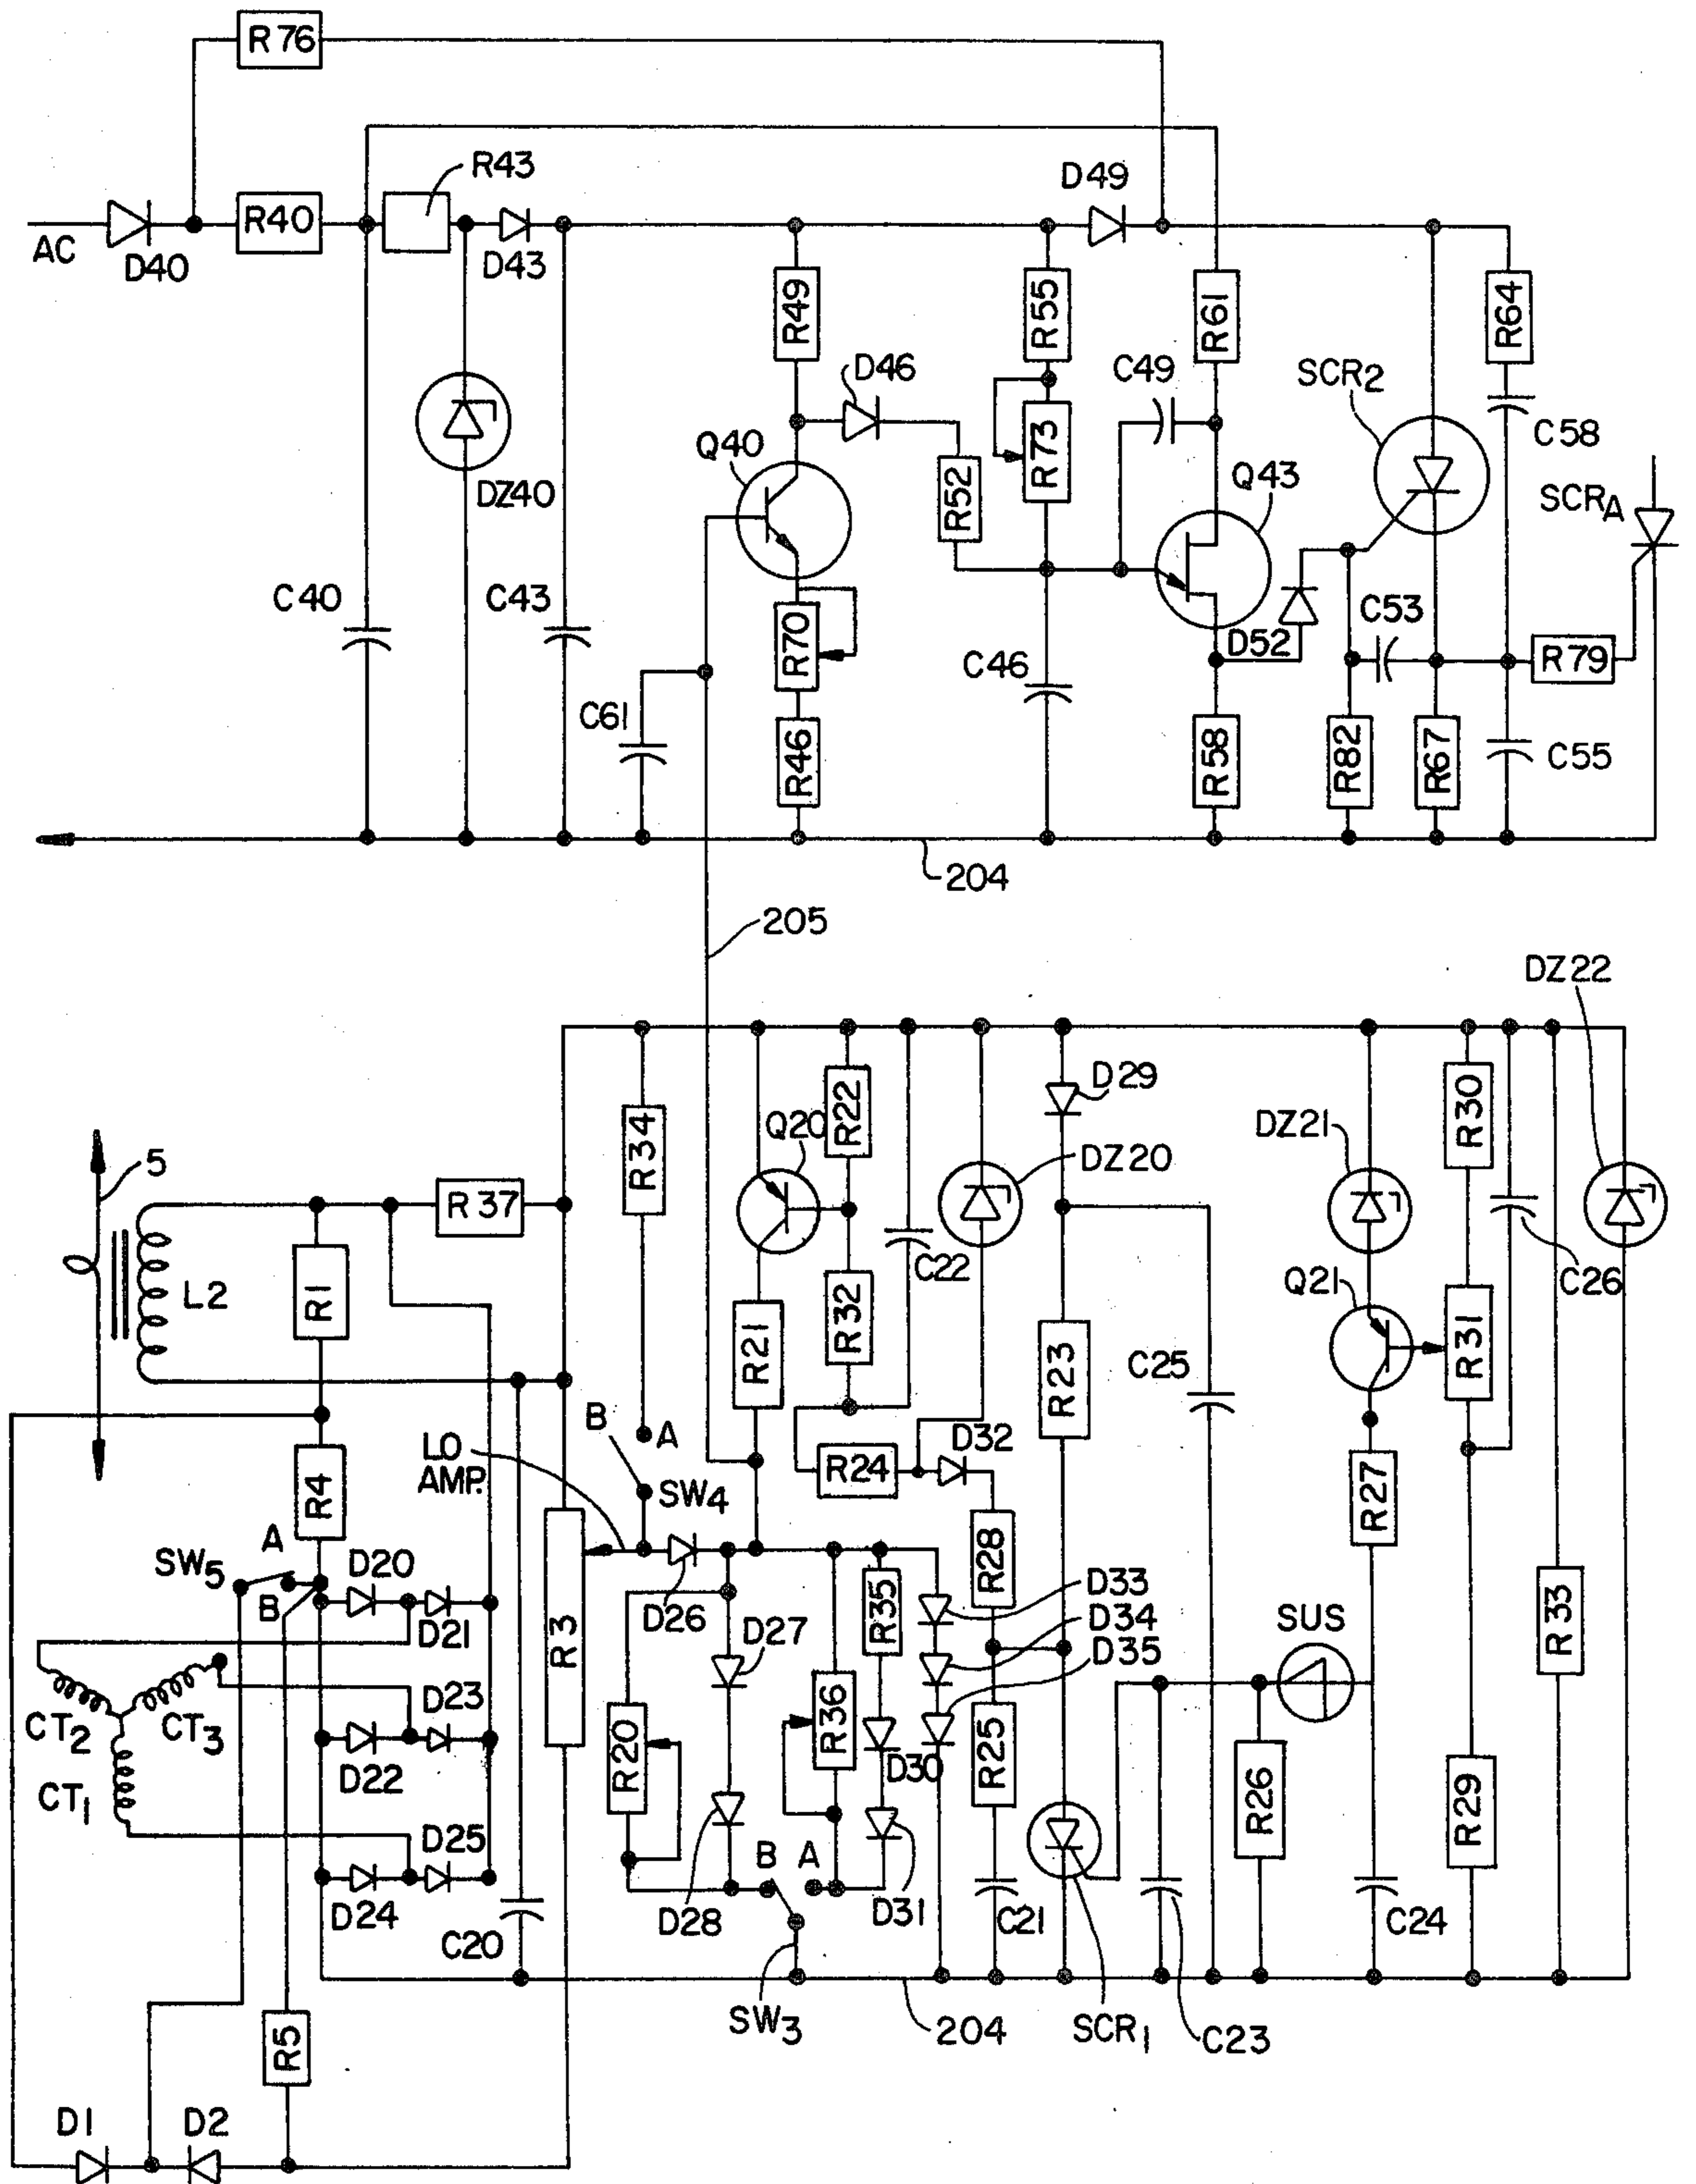 R76
R43
D49
AC
D40
R40
D43
R49
R55
R61
R64
D46
C49
SCR2
C58
Q40
DZ40
R52
R73
Q43
SCRA
C40
C43
R70
C46
D52
C53
R79
C61
R46
R58
R82
R67
C55
204
205
DZ22
D29
5
R34
Q20
R22
DZ20
DZ21
R30
R37
L2
R1
C22
Q21
C26
R32
R21
R23
C25
R31
B
A
LO
AMP.
D32
R4
SW4
R24
R27
A
SW5
D20
R28
B
D26
R35
D33
D34
SUS
R33
D21
R3
D27
D35
CT2
CT3
D23
R20
R36
D30
R25
R26
R29
D22
CT1
D25
B
A
D24
D28
D31
C21
C24
C20
SW3
204
SCR1
C23
R5
D1
D2